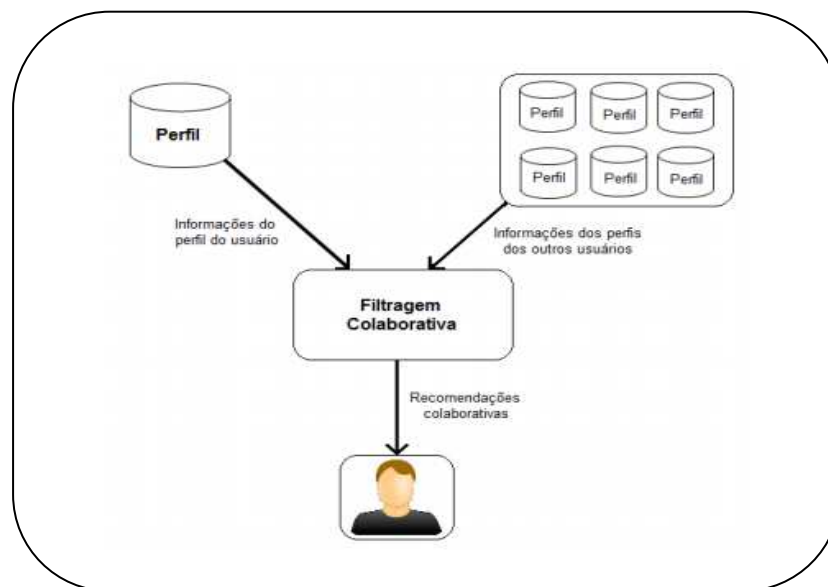 Perfil
Perfil Perfil Perfil
Perfil Perfil Perfil
Informações do
perfil do usuário
Informações dos perfis
dos outros usuários
Filtragem
Colaborativa
Recomendações
colaborativas